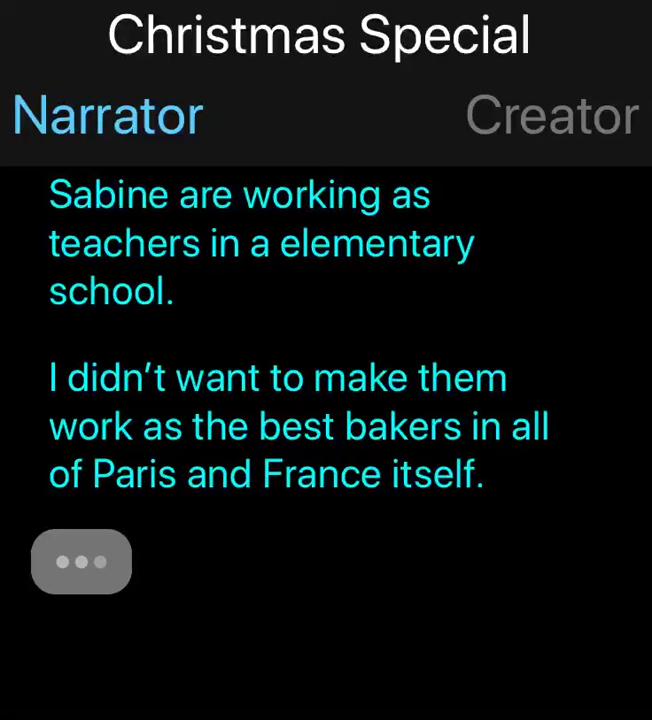 Christmas Special
Narrator
Creator
Sabine are working as
teachers in a elementary
school.
I didn’t want to make them
work as the best bakers in all
of Paris and France itself.